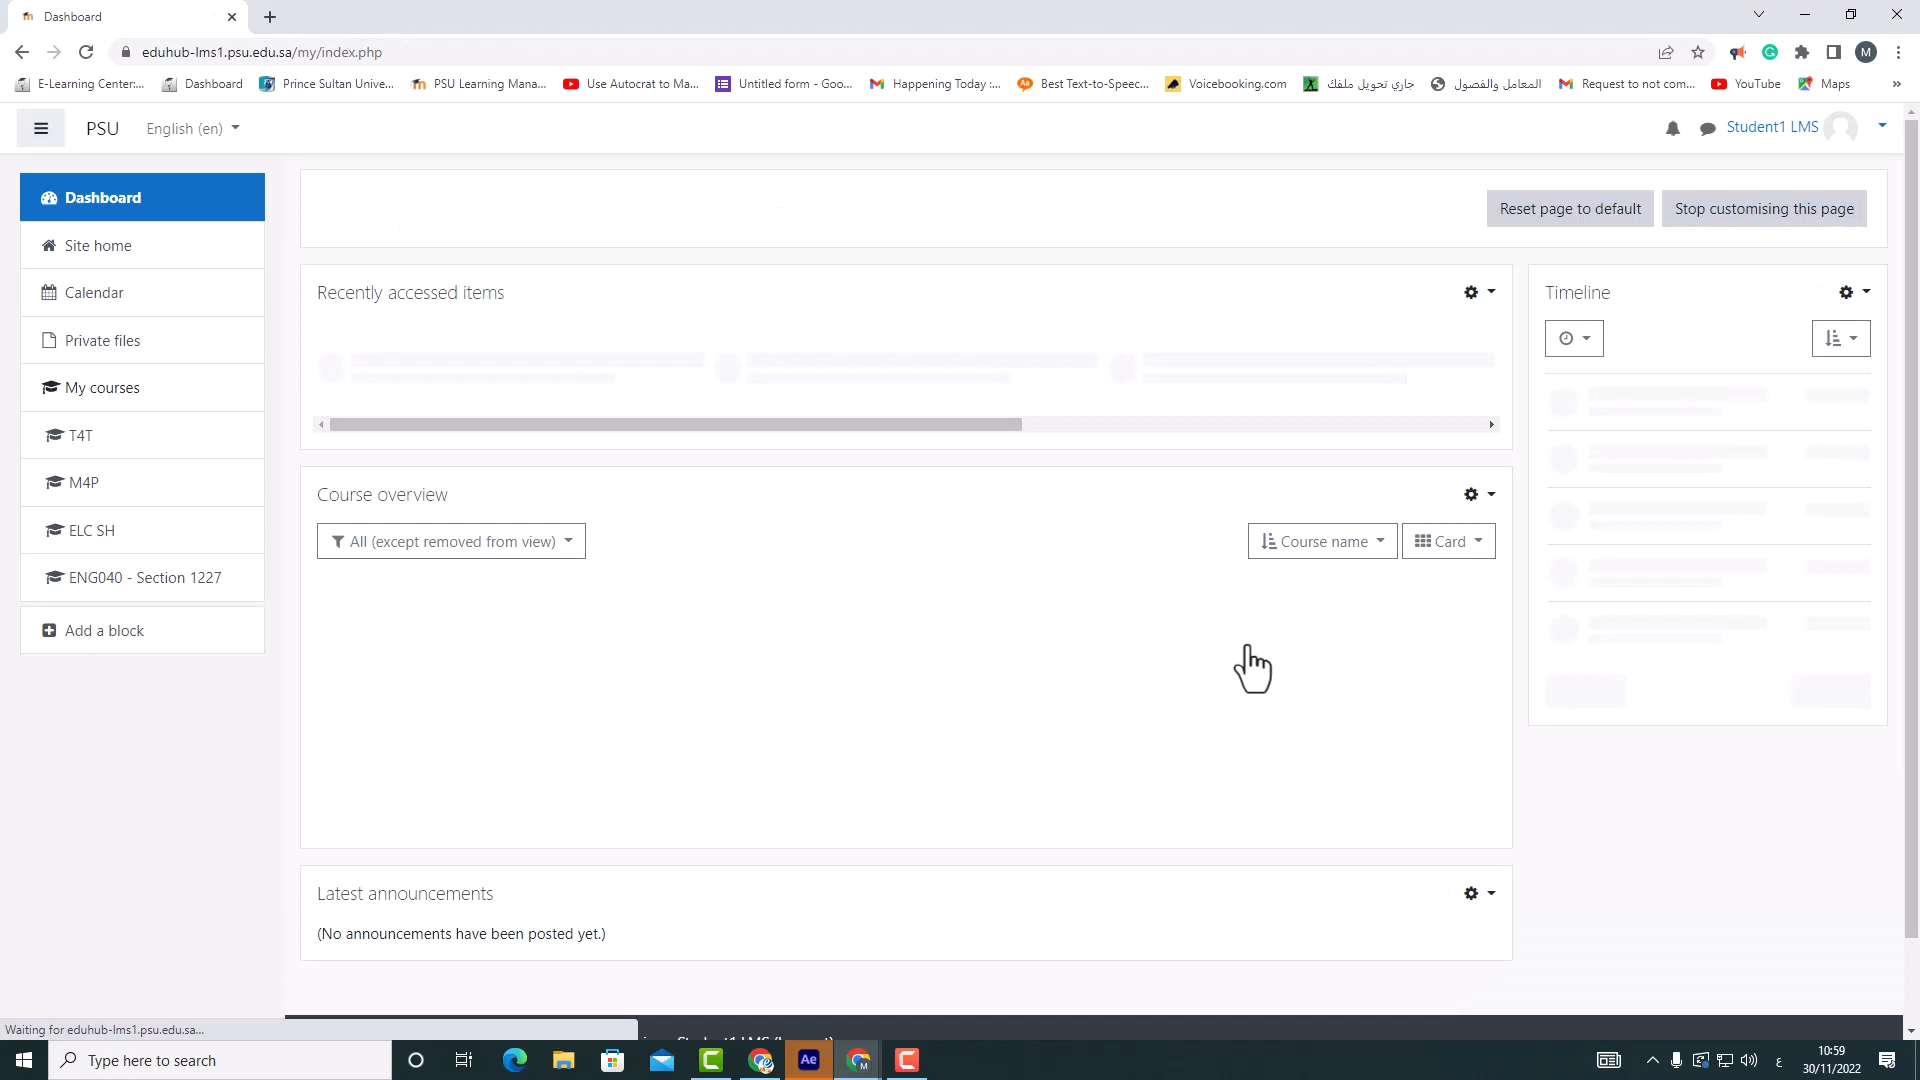 Dashboard
eduhub-lms1.psu.edu.sa/my/index.php
M
E-Learning Center:...
Dashboard
Prince Sultan Unive...
PSU Learning Mana...
Use Autocrat to Ma...
Untitled form - Goo...
Happening Today :...
Best Text-to-Speec...
Voicebooking.com
جاري تحويل ملفك
المعامل والفصول
Request to not com...
YouTube
Maps
»
PSU
English (en)
Student1 LMS
Dashboard
Site home
Calendar
Private files
My courses
T4T
M4P
ELC SH
ENG040 - Section 1227
Add a block
Reset page to default
Stop customising this page
Recently accessed items
Timeline
Course overview
All (except removed from view)
Course name
Card
Latest announcements
(No announcements have been posted yet.)
Waiting for eduhub-lms1.psu.edu.sa...
Type here to search
Ae
M
ع
10:59
30/11/2022